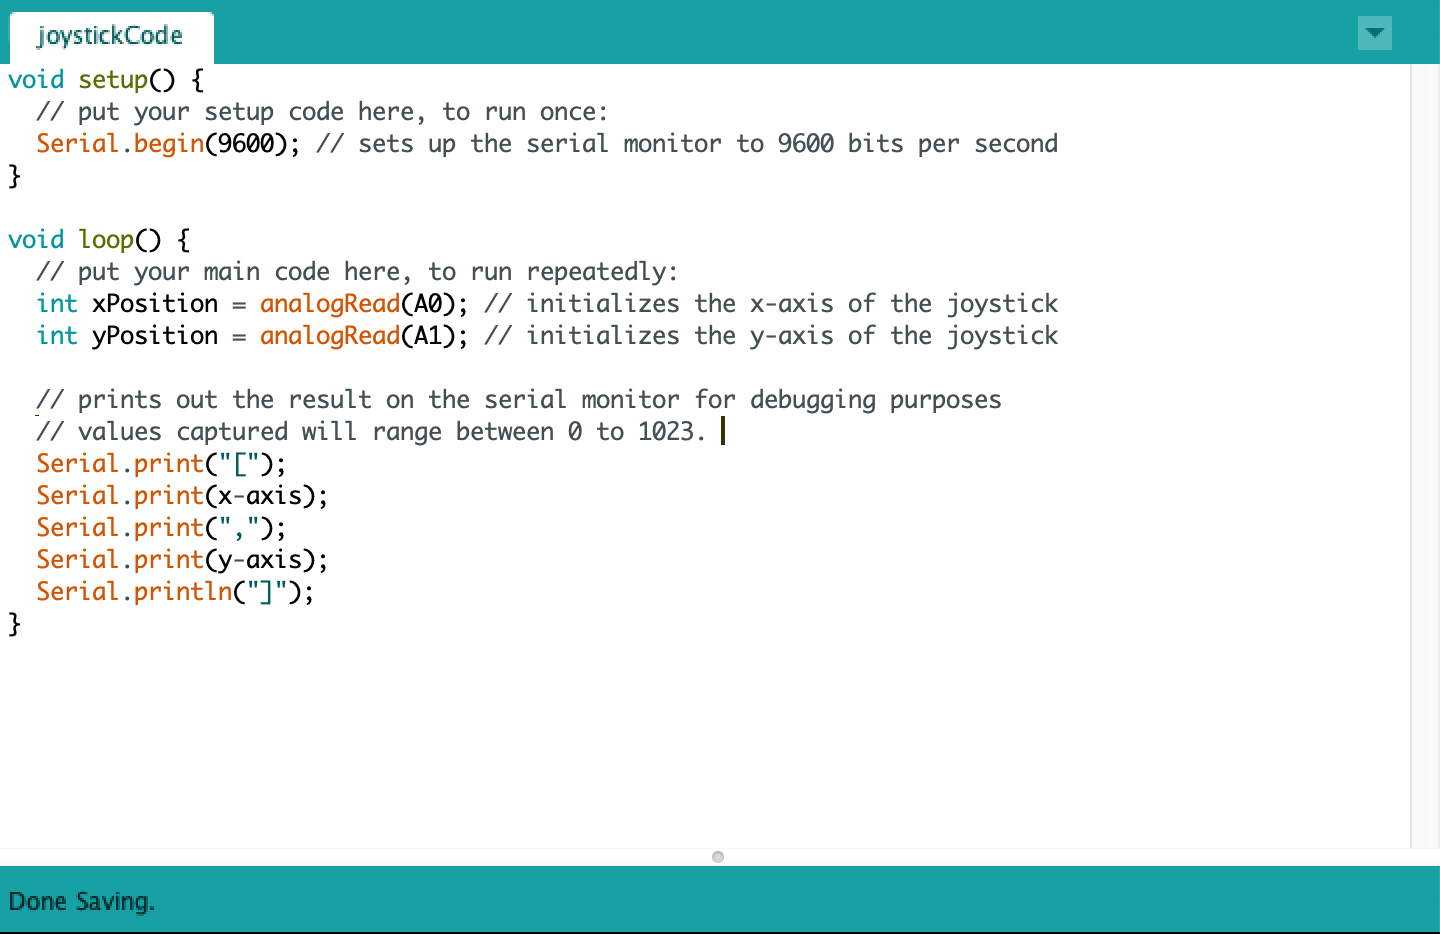 joystickCode
void setup() {
  // put your setup code here, to run once:
  Serial.begin(9600); // sets up the serial monitor to 9600 bits per second
}

void loop() {
  // put your main code here, to run repeatedly:
  int xPosition = analogRead(A0); // initializes the x-axis of the joystick
  int yPosition = analogRead(A1); // initializes the y-axis of the joystick

  // prints out the result on the serial monitor for debugging purposes
  // values captured will range between 0 to 1023.
  Serial.print("[");
  Serial.print(x-axis);
  Serial.print(",");
  Serial.print(y-axis);
  Serial.println("]");
}
Done Saving.